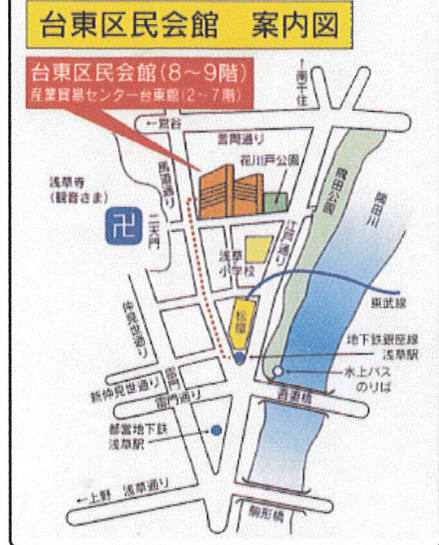 台東区民会館　案内図
台東区民会館(8～9階)
産業貿易センター台東館(2～7階)
↑南千住
←鶯谷
言問通り
馬道通り
花川戸公園
隅田公園
隅田川
浅草寺
(観音さま)
卍
二天門
江戸通り
浅草
小学校
東武線
松屋
仲見世通り
地下鉄銀座線
浅草駅
水上バス
のりば
新仲見世通り
雷門
雷門通り
吾妻橋
都営地下鉄
浅草駅
←上野　浅草通り
駒形橋